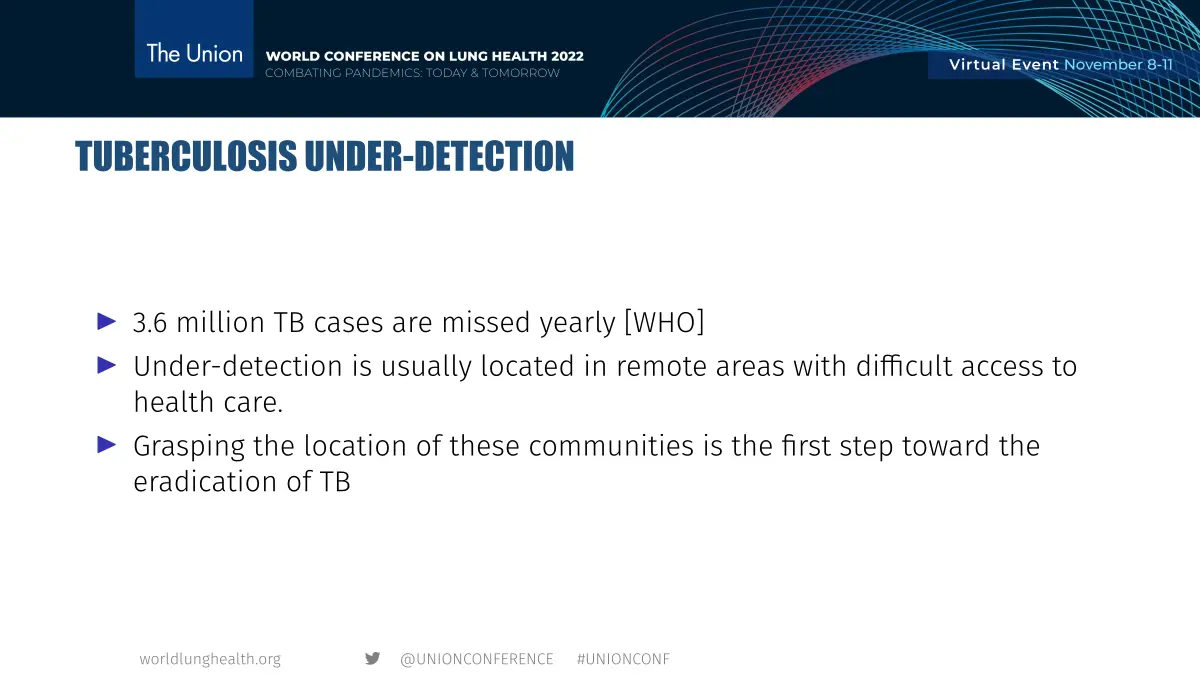 The Union
WORLD CONFERENCE ON LUNG HEALTH 2022
COMBATING PANDEMICS: TODAY & TOMORROW
Virtual Event November 8-11
TUBERCULOSIS UNDER-DETECTION
3.6 million TB cases are missed yearly [WHO]
Under-detection is usually located in remote areas with difficult access to
health care.
Grasping the location of these communities is the first step toward the
eradication of TB
worldlunghealth.org @UNIONCONFERENCE #UNIONCONF